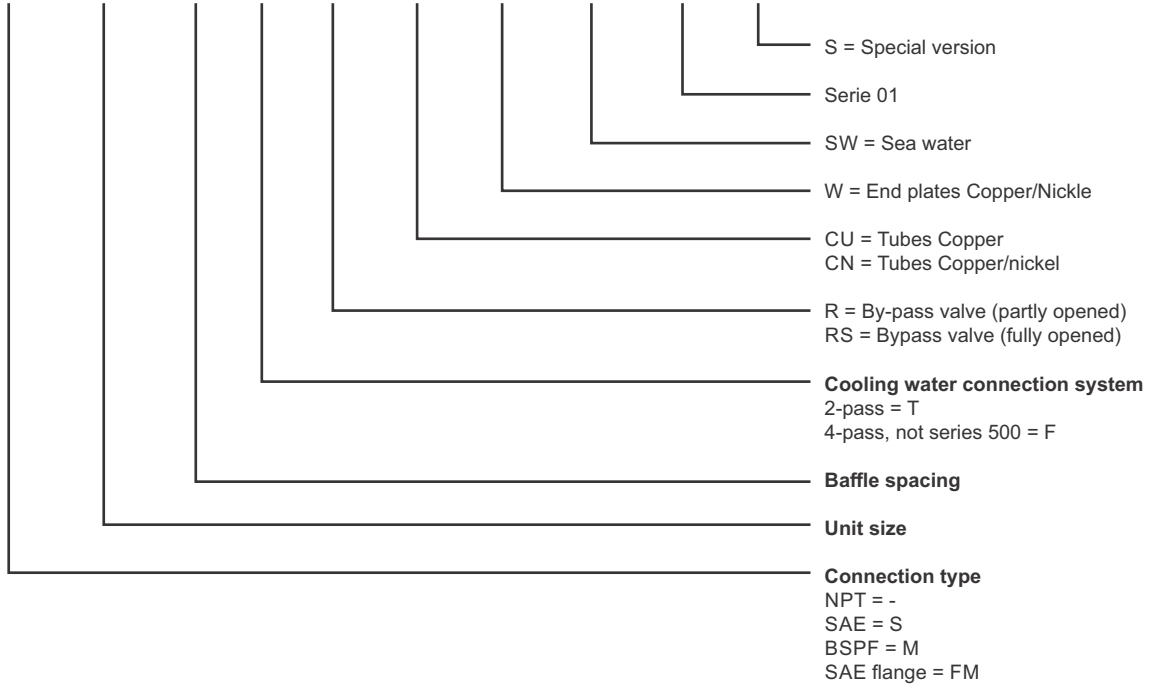 S = Special version
Serie 01
SW = Sea water
W = End plates Copper/Nickle
CU = Tubes Copper
CN = Tubes Copper/nickel
R = By-pass valve (partly opened)
RS = Bypass valve (fully opened)
Cooling water connection system
2-pass = T
4-pass, not series 500 = F
Baffle spacing
Unit size
Connection type
NPT = -
SAE = S
BSPF = M
SAE flange = FM